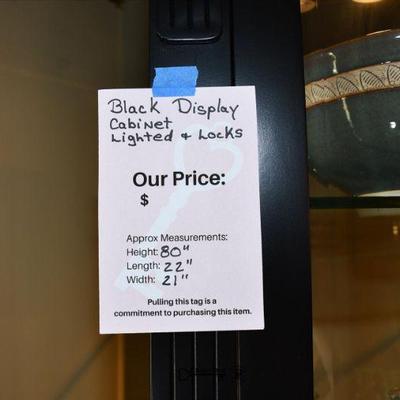 Black Display
Cabinet
Lighted & Locks
Our Price:
$
Approx Measurements:
Height: 80"
Length: 22"
Width: 21"
Pulling this tag is a
commitment to purchasing this item.